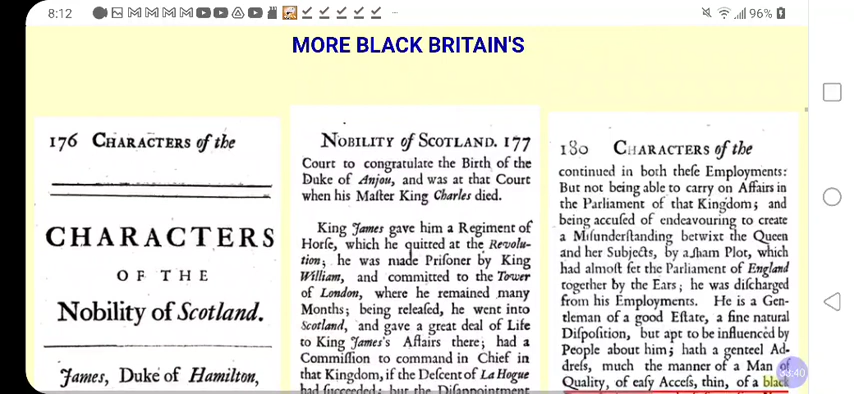 8:12
96%
MORE BLACK BRITAIN'S
176 CHARACTERS of the
CHARACTERS
OF THE
Nobility of Scotland.
James, Duke of Hamilton,
NOBILITY of SCOTLAND. 177
Court to congratulate the Birth of the
Duke of Anjou, and was at that Court
when his Maſter King Charles died.
King James gave him a Regiment of
Horſe, which he quitted at the Revolu-
tion; he was made Priſoner by King
William, and committed to the Tower
of London, where he remained many
Months; being releaſed, he went into
Scotland, and gave a great deal of Life
to King James's Affairs there; had a
Commiſſion to command in Chief in
that Kingdom, if the Deſcent of La Hogue
had ſucceeded; but the Diſappointment
180 CHARACTERS of the
continued in both theſe Employments:
But not being able to carry on Affairs in
the Parliament of that Kingdom; and
being accuſed of endeavouring to create
a Miſunderſtanding betwixt the Queen
and her Subjects, by a ſham Plot, which
had almoſt ſet the Parliament of England
together by the Ears; he was diſcharged
from his Employments. He is a Gen-
tleman of a good Eſtate, a fine natural
Diſpoſition, but apt to be influenced by
People about him; hath a genteel Ad-
dreſs, much the manner of a Man of
Quality, of eaſy Acceſs, thin, of a black